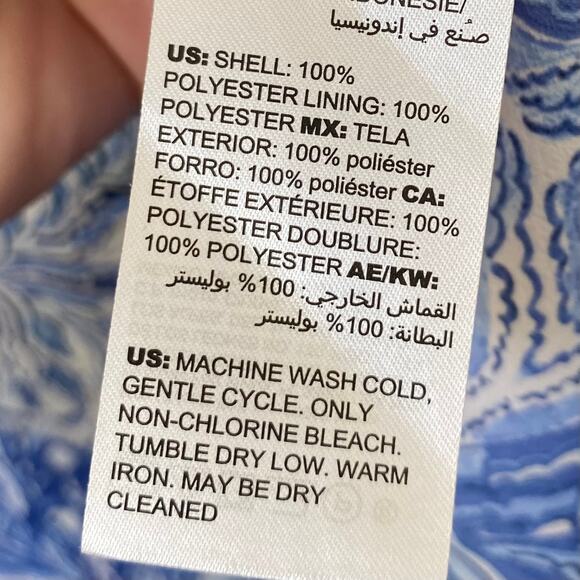 صُنع في إندونيسيا
US: SHELL: 100%
POLYESTER LINING: 100%
POLYESTER MX: TELA
EXTERIOR: 100% poliéster
FORRO: 100% poliéster CA:
ÉTOFFE EXTÉRIEURE: 100%
POLYESTER DOUBLURE:
100% POLYESTER AE/KW:
القماش الخارجي: 100% بوليستر
البطانة: 100% بوليستر
US: MACHINE WASH COLD,
GENTLE CYCLE. ONLY
NON-CHLORINE BLEACH.
TUMBLE DRY LOW. WARM
IRON. MAY BE DRY
CLEANED